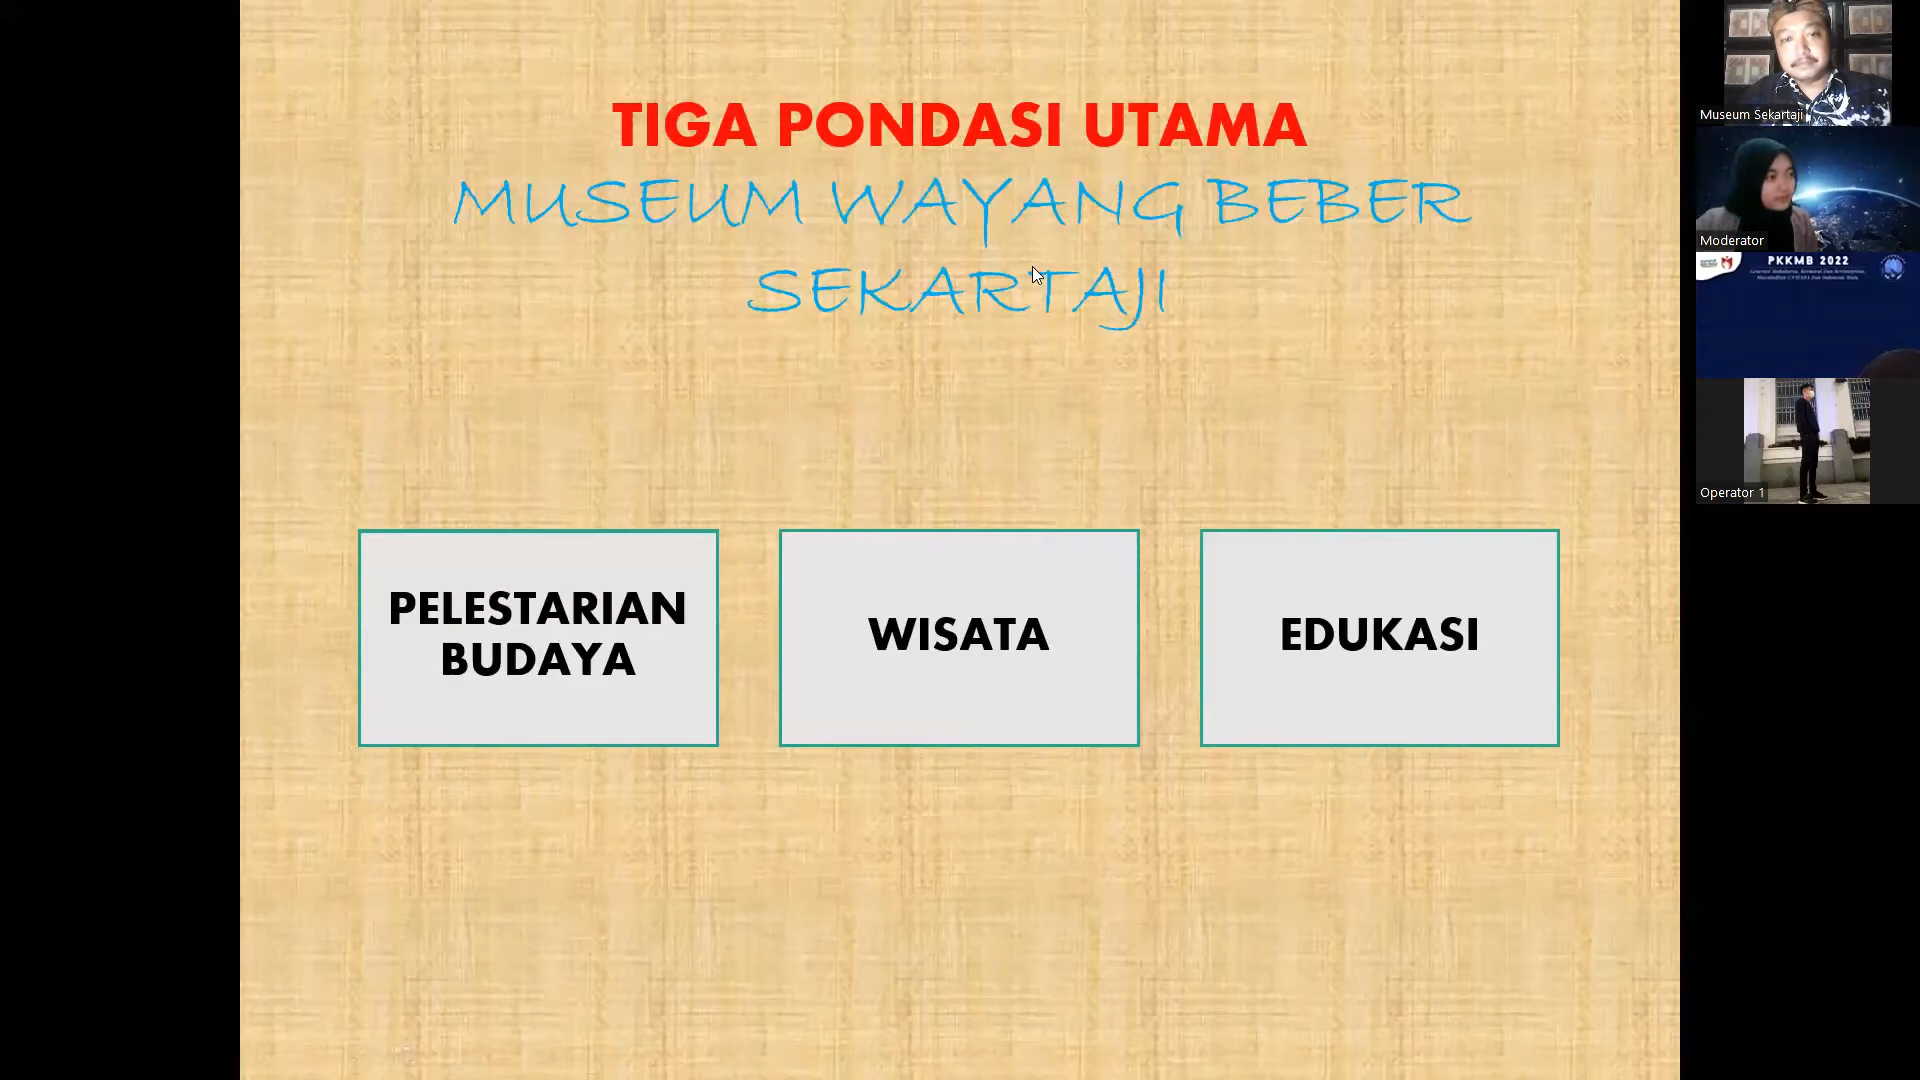 TIGA PONDASI UTAMA
MUSEUM WAYANG BEBER
SEKARTAJI
PELESTARIAN
BUDAYA
WISATA
EDUKASI
Museum Sekartaji
Moderator
PKKMB 2022
Operator 1